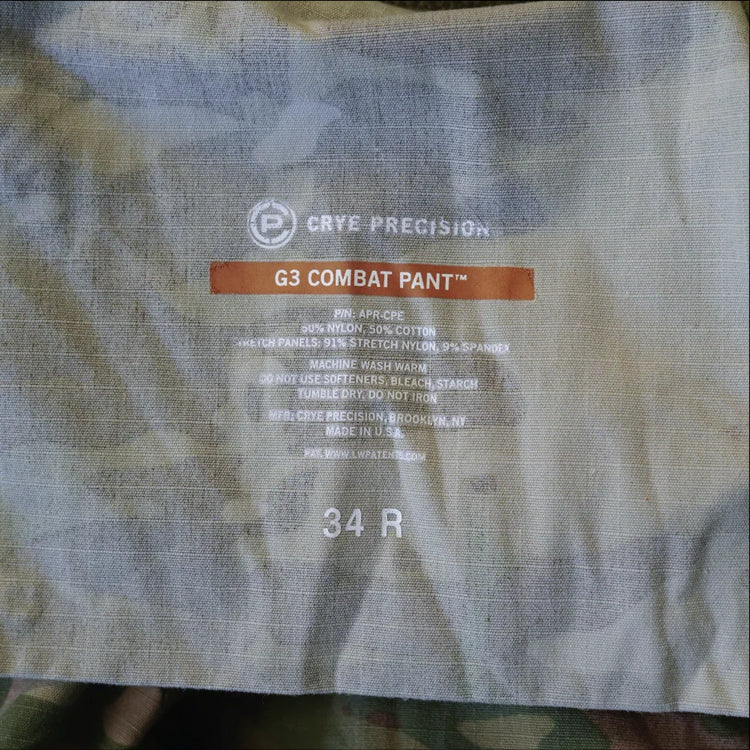 CP CRYE PRECISION
G3 COMBAT PANT™
P/N: APR-CPE
50% NYLON, 50% COTTON
STRETCH PANELS: 91% STRETCH NYLON, 9% SPANDEX
MACHINE WASH WARM
DO NOT USE SOFTENERS, BLEACH, STARCH
TUMBLE DRY, DO NOT IRON
MFG: CRYE PRECISION, BROOKLYN, NY
MADE IN U.S.A.
PAT. WWW.LWPATENTS.COM
34 R